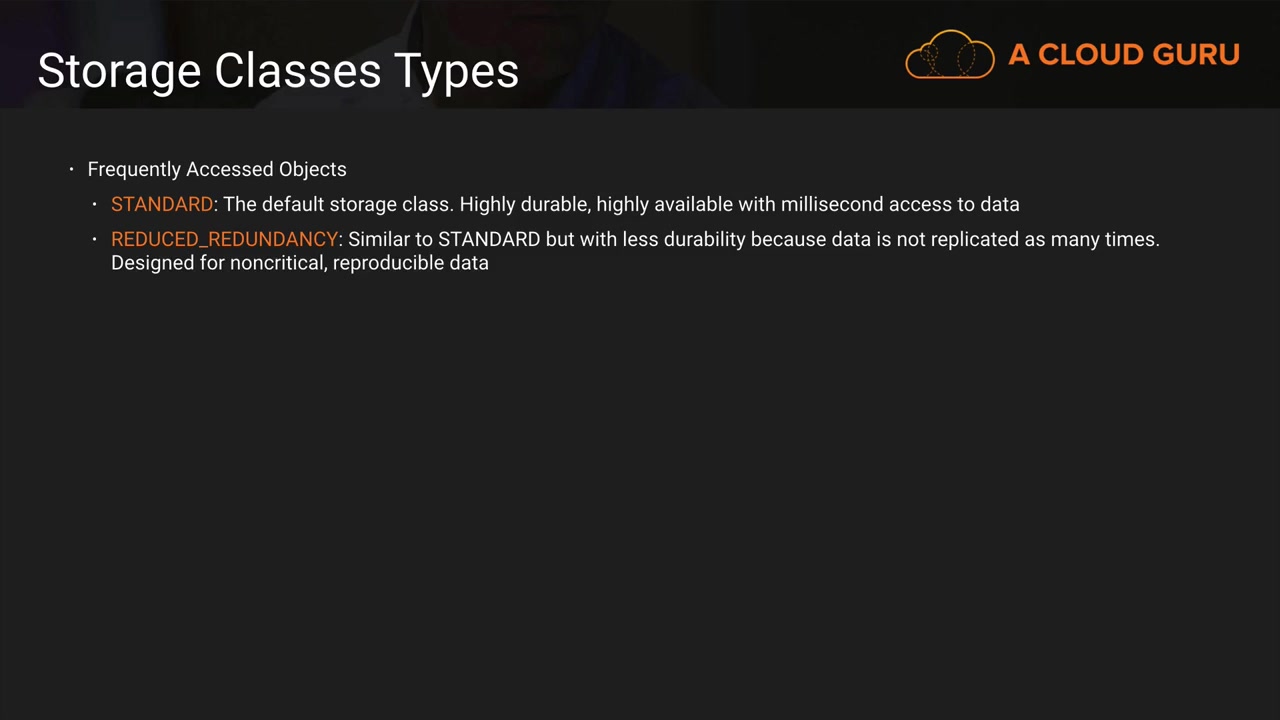 Storage Classes Types
A CLOUD GURU
· Frequently Accessed Objects
· STANDARD: The default storage class. Highly durable, highly available with millisecond access to data
· REDUCED_REDUNDANCY: Similar to STANDARD but with less durability because data is not replicated as many times.
Designed for noncritical, reproducible data